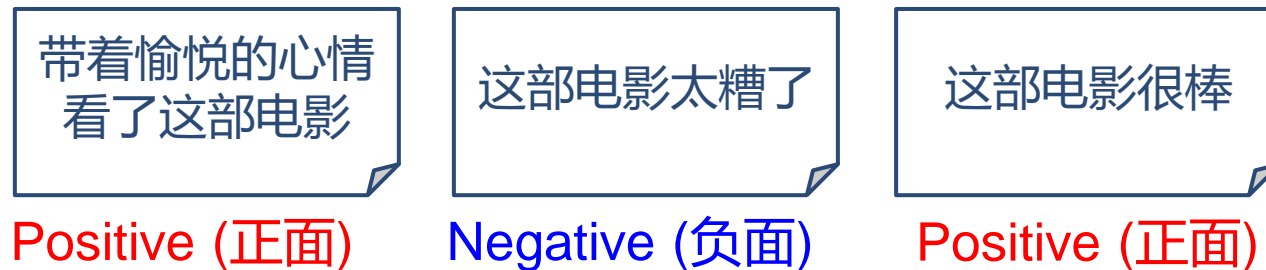 带着愉悦的心情
看了这部电影
这部电影太糟了
这部电影很棒
Positive (正面)
Negative (负面)
Positive (正面)